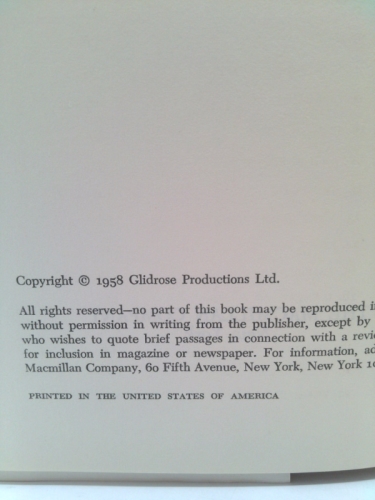 Copyright © 1958 Glidrose Productions Ltd.
All rights reserved—no part of this book may be reproduced
without permission in writing from the publisher, except by
who wishes to quote brief passages in connection with a
for inclusion in magazine or newspaper. For information,
Macmillan Company, 60 Fifth Avenue, New York, New York
PRINTED IN THE UNITED STATES OF AMERICA